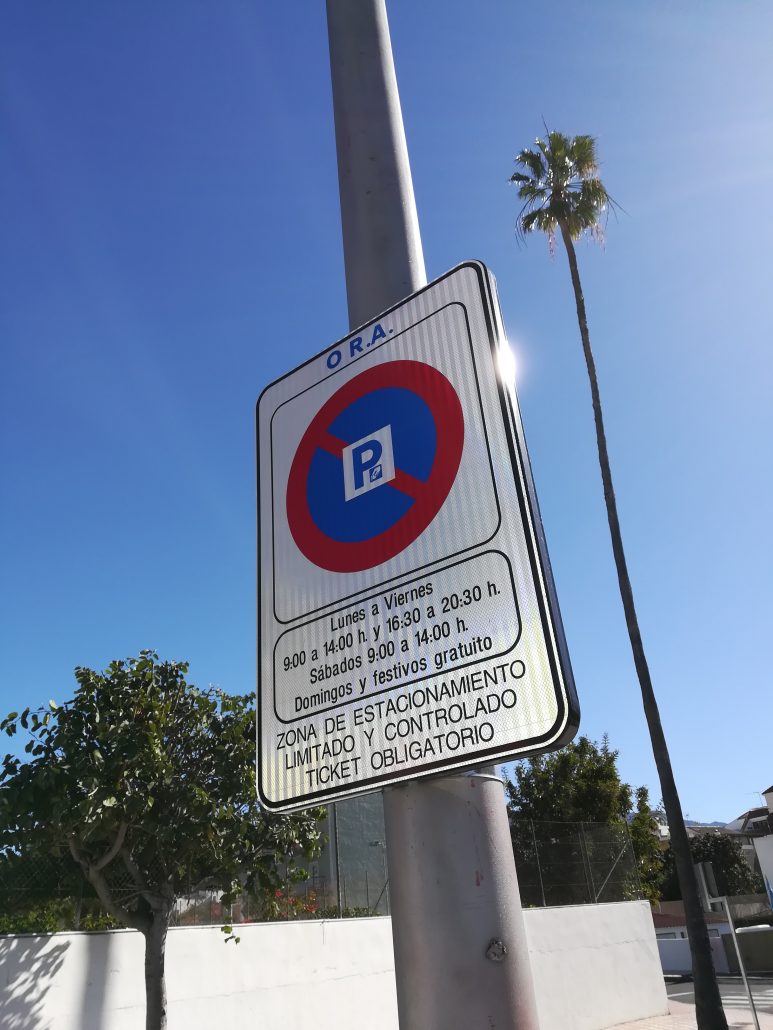 O R.A.
P
Lunes a Viernes
9:00 a 14:00 h. y 16:30 a 20:30 h.
Sábados 9:00 a 14:00 h.
Domingos y festivos gratuito
ZONA DE ESTACIONAMIENTO
LIMITADO Y CONTROLADO
TICKET OBLIGATORIO